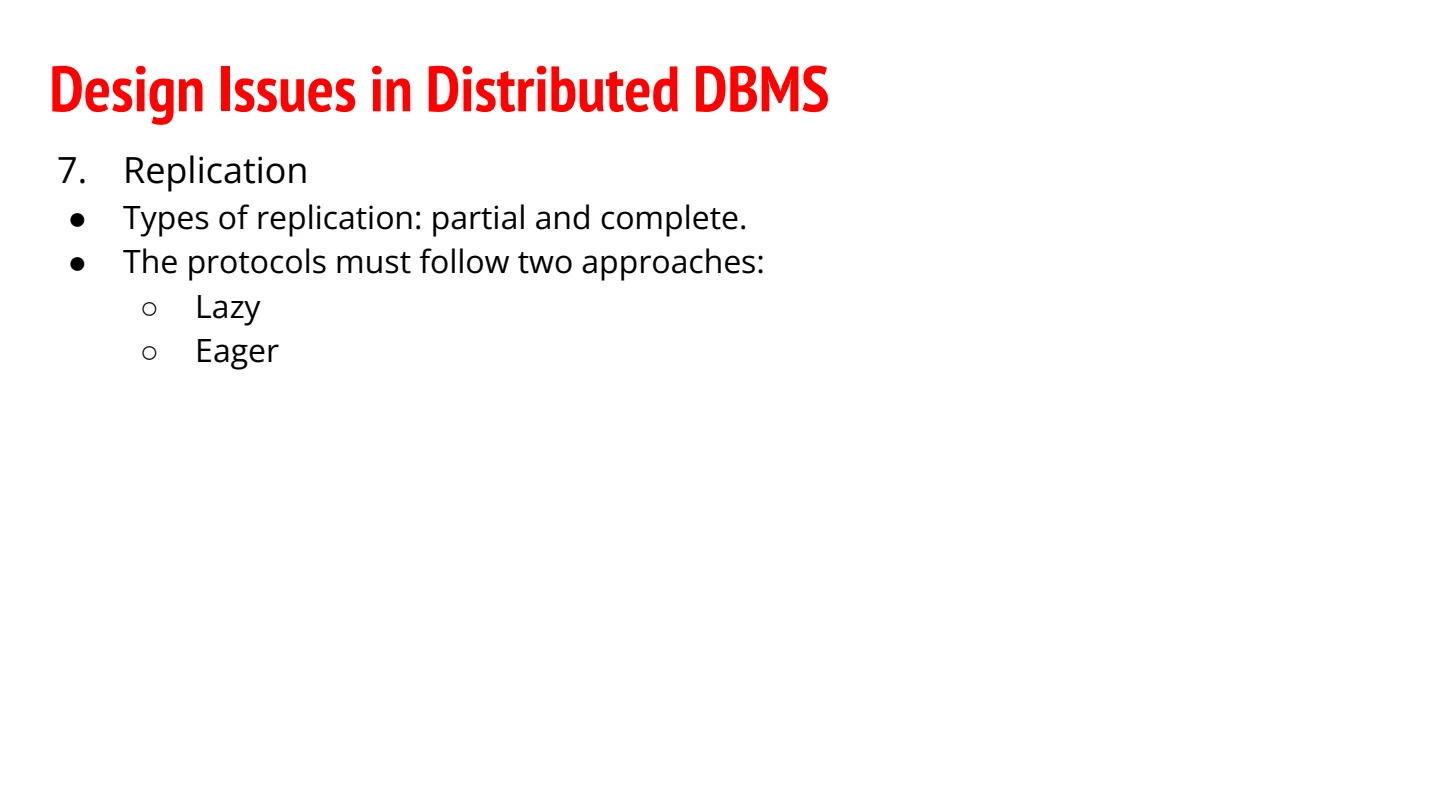 Design Issues in Distributed DBMS
7. Replication
● Types of replication: partial and complete.
● The protocols must follow two approaches:
○ Lazy
○ Eager